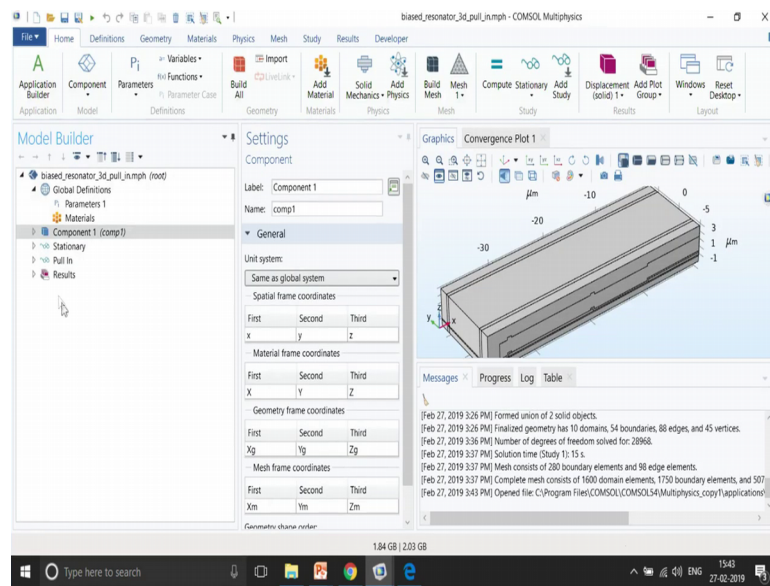 biased_resonator_3d_pull_in.mph - COMSOL Multiphysics
File Home Definitions Geometry Materials Physics Mesh Study Results Developer
Application Builder
Component
Parameters
a= Variables
f(x) Functions
Pi Parameter Case
Build All
Import
LiveLink
Add Material
Solid Mechanics
Add Physics
Build Mesh
Mesh 1
Compute
Stationary
Add Study
Displacement (solid) 1
Add Plot Group
Windows
Reset Desktop
Application Model Definitions Geometry Materials Physics Mesh Study Results Layout
Model Builder
biased_resonator_3d_pull_in.mph (root)
Global Definitions
Pi Parameters 1
Materials
Component 1 (comp1)
Stationary
Pull In
Results
Settings
Component
Label: Component 1
Name: comp1
General
Unit system:
Same as global system
Spatial frame coordinates
First Second Third
x y z
Material frame coordinates
First Second Third
X Y Z
Geometry frame coordinates
First Second Third
Xg Yg Zg
Mesh frame coordinates
First Second Third
Xm Ym Zm
Geometry shape order:
Graphics Convergence Plot 1
μm
-10
0
-5
-20
3
1 μm
-1
-30
y z x
Messages Progress Log Table
[Feb 27, 2019 3:26 PM] Formed union of 2 solid objects.
[Feb 27, 2019 3:26 PM] Finalized geometry has 10 domains, 54 boundaries, 88 edges, and 45 vertices.
[Feb 27, 2019 3:36 PM] Number of degrees of freedom solved for: 28968.
[Feb 27, 2019 3:37 PM] Solution time (Study 1): 15 s.
[Feb 27, 2019 3:37 PM] Mesh consists of 280 boundary elements and 98 edge elements.
[Feb 27, 2019 3:37 PM] Complete mesh consists of 1600 domain elements, 1750 boundary elements, and 507
[Feb 27, 2019 3:43 PM] Opened file: C:\Program Files\COMSOL\COMSOL54\Multiphysics_copy1\applications\
1.84 GB | 2.03 GB
Type here to search
ENG
15:43
27-02-2019